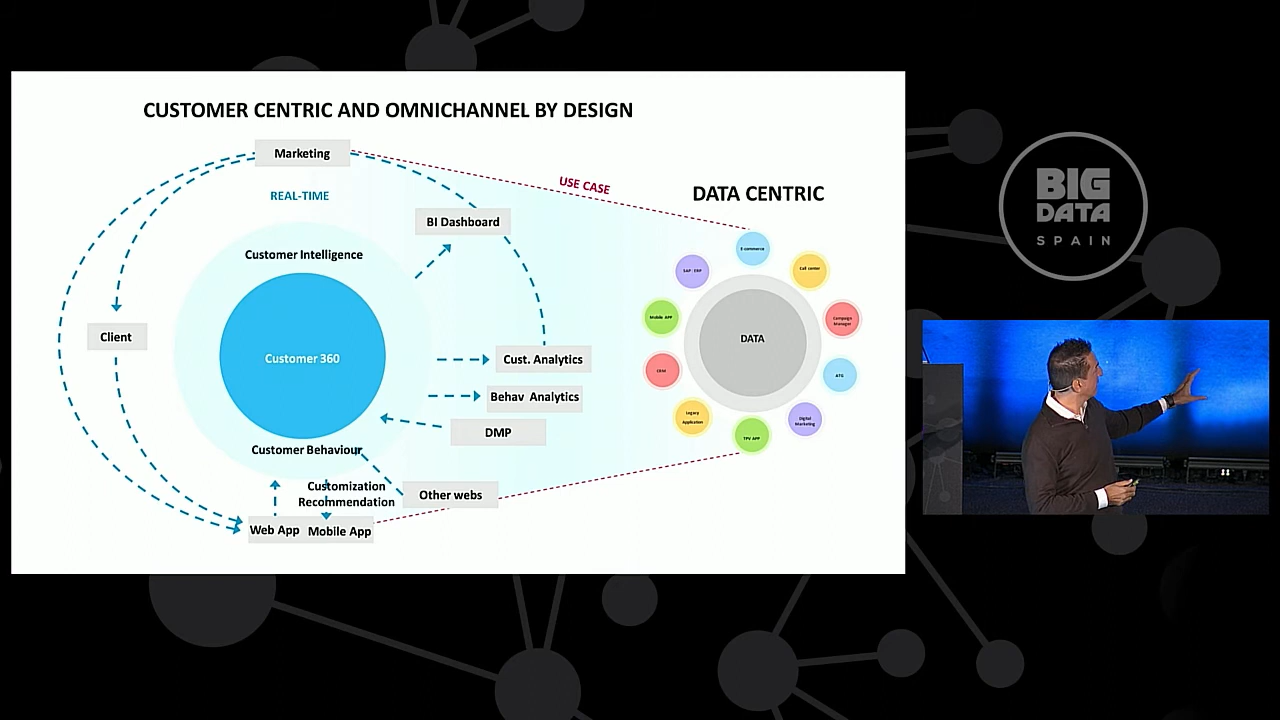 CUSTOMER CENTRIC AND OMNICHANNEL BY DESIGN
Marketing
REAL-TIME
USE CASE
DATA CENTRIC
BI Dashboard
Customer Intelligence
Client
Customer 360
Cust. Analytics
Behav Analytics
DMP
Customer Behaviour
Customization
Recommendation
Other webs
Web App
Mobile App
E-commerce
SAP - ERP
Call center
Mobile APP
Campaign
Manager
DATA
CRM
ATG
Legacy
Application
Digital
Marketing
TPV APP
BIG
DATA
SPAIN